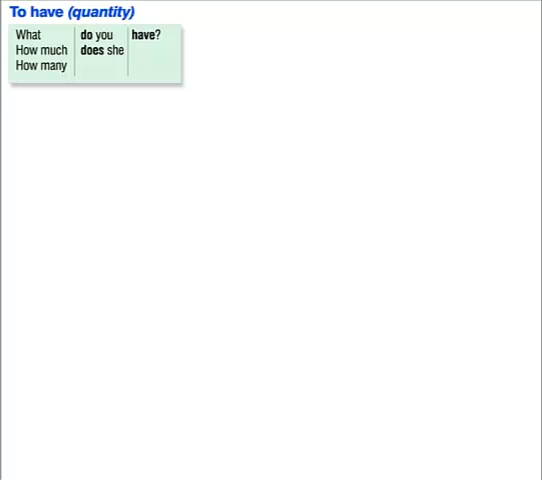 To have (quantity)
What do you have?
How much does she
How many